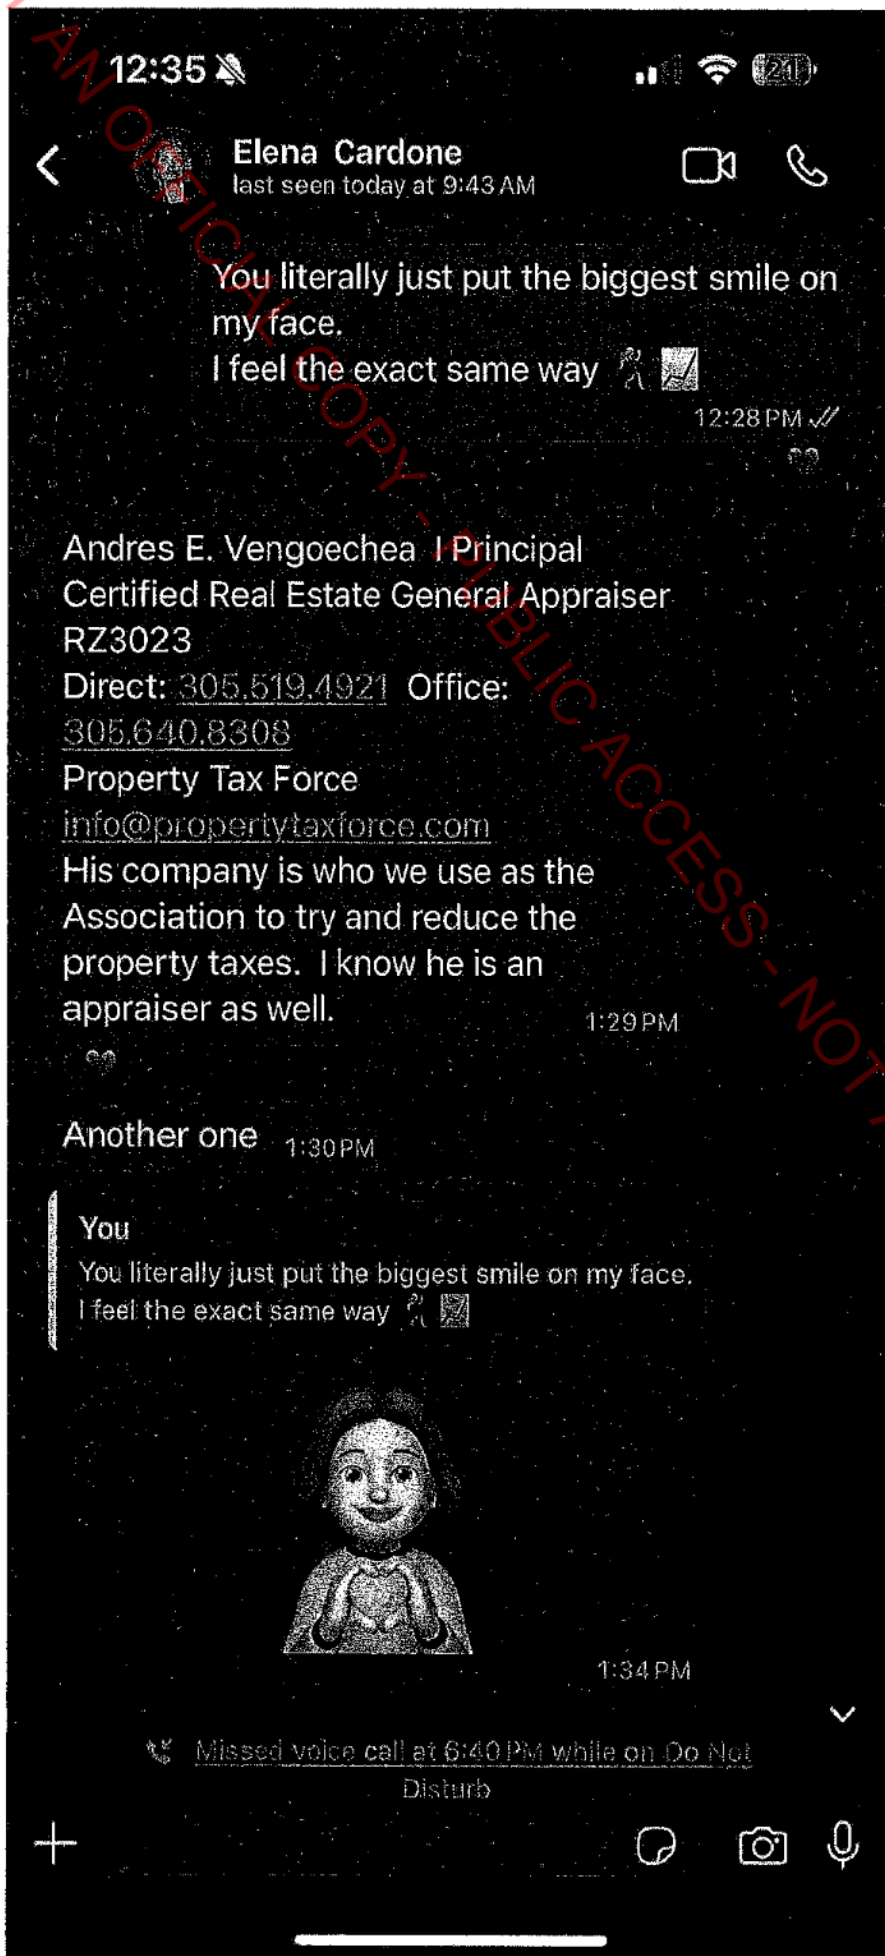 12:35
21
Elena Cardone
last seen today at 9:43 AM
You literally just put the biggest smile on
my face.
I feel the exact same way
12:28 PM
Andres E. Vengoechea I Principal
Certified Real Estate General Appraiser
RZ3023
Direct: 305.519.4921 Office:
305.640.8308
Property Tax Force
info@propertytaxforce.com
His company is who we use as the
Association to try and reduce the
property taxes. I know he is an
appraiser as well.
1:29 PM
Another one 1:30 PM
You
You literally just put the biggest smile on my face.
I feel the exact same way
1:34 PM
Missed voice call at 6:40 PM while on Do Not
Disturb
AN OFFICIAL COPY - PUBLIC ACCESS - NOT